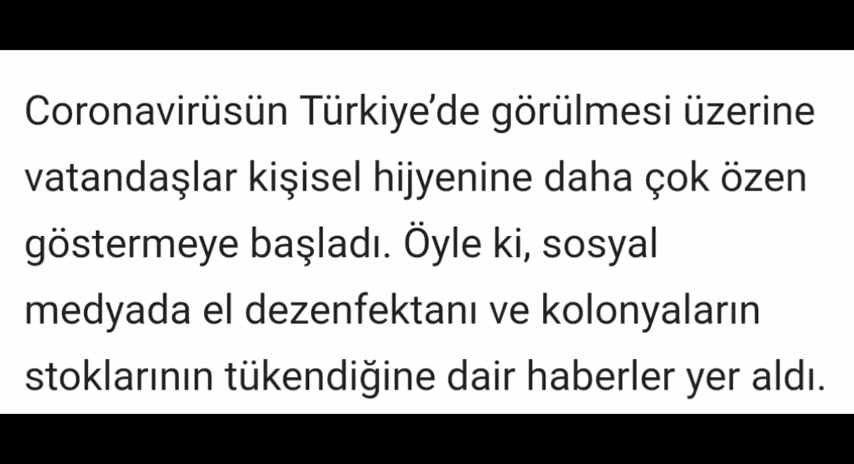 Coronavirüsün Türkiye’de görülmesi üzerine
vatandaşlar kişisel hijyenine daha çok özen
göstermeye başladı. Öyle ki, sosyal
medyada el dezenfektanı ve kolonyaların
stoklarının tükendiğine dair haberler yer aldı.